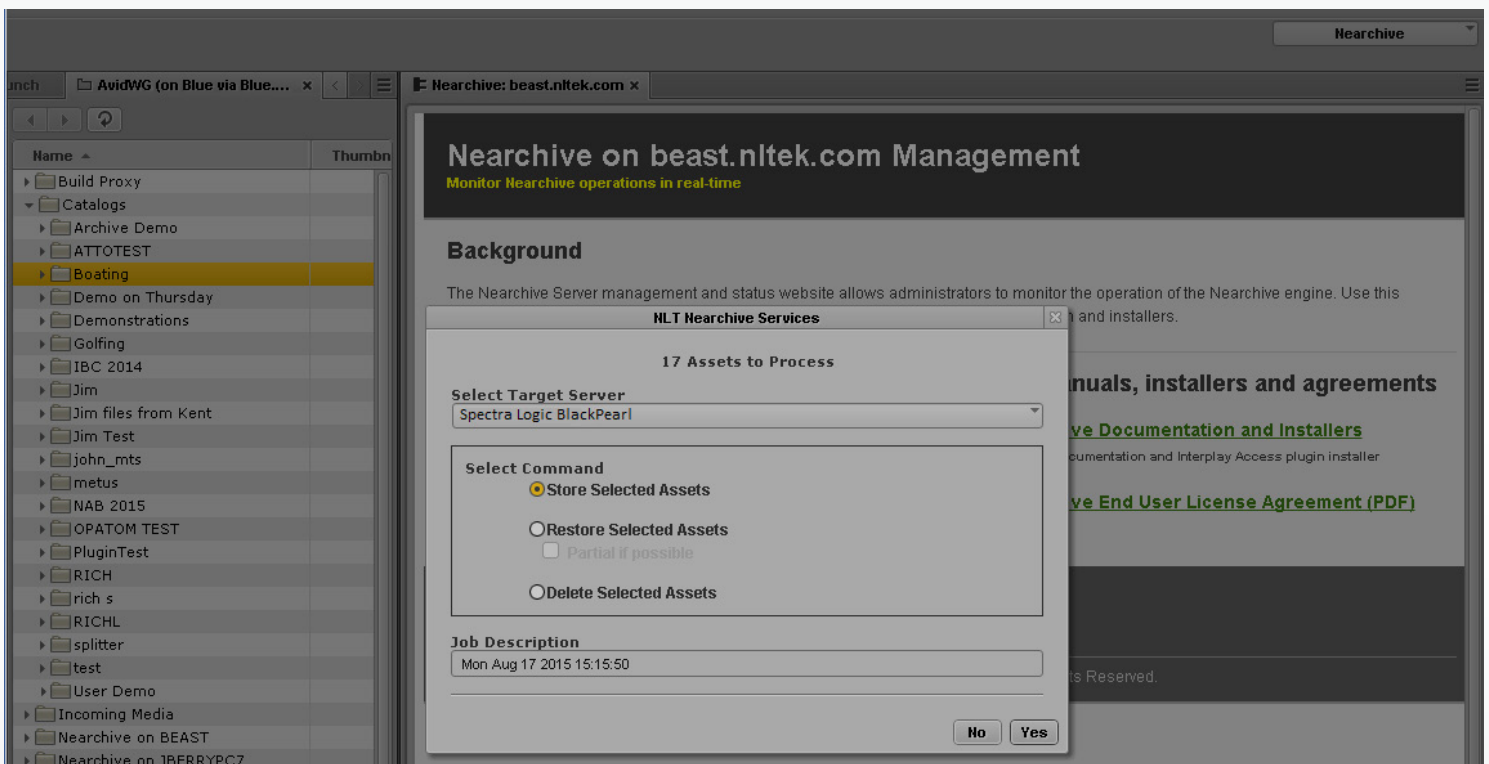 Nearchive
unch
AvidWG (on Blue via Blue.... ×
Nearchive: beast.nltek.com ×
Name
Thumbn
Build Proxy
Catalogs
Archive Demo
ATTOTEST
Boating
Demo on Thursday
Demonstrations
Golfing
IBC 2014
Jim
Jim files from Kent
Jim Test
john_mts
metus
NAB 2015
OPATOM TEST
PluginTest
RICH
rich s
RICHL
splitter
test
User Demo
Incoming Media
Nearchive on BEAST
Nearchive on JBERRYPC7
Nearchive on beast.nltek.com Management
Monitor Nearchive operations in real-time
Background
The Nearchive Server management and status website allows administrators to monitor the operation of the Nearchive engine. Use this
n and installers.
nuals, installers and agreements
ve Documentation and Installers
cumentation and Interplay Access plugin installer
ve End User License Agreement (PDF)
ts Reserved.
NLT Nearchive Services
17 Assets to Process
Select Target Server
Spectra Logic BlackPearl
Select Command
Store Selected Assets
Restore Selected Assets
Partial if possible
Delete Selected Assets
Job Description
Mon Aug 17 2015 15:15:50
No
Yes